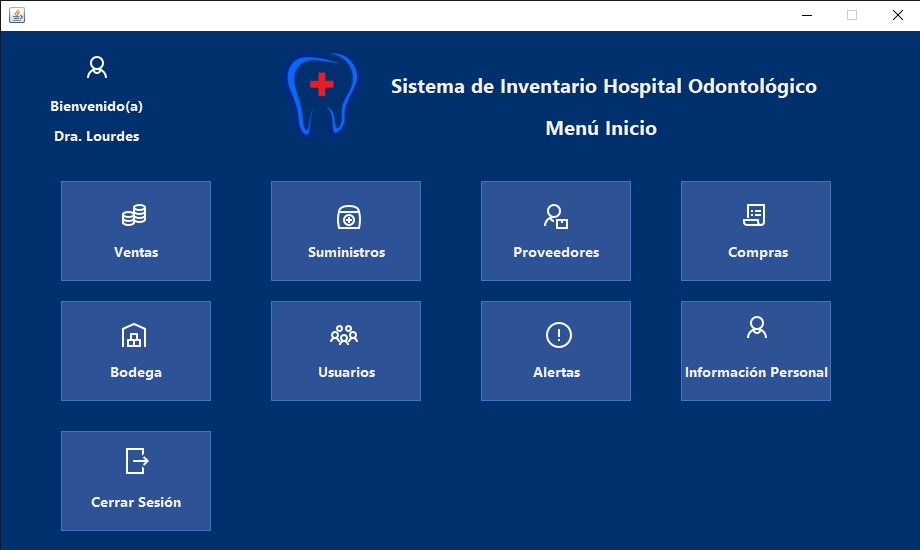 Bienvenido(a)
Dra. Lourdes
Sistema de Inventario Hospital Odontológico
Menú Inicio
Ventas
Suministros
Proveedores
Compras
Bodega
Usuarios
Alertas
Información Personal
Cerrar Sesión